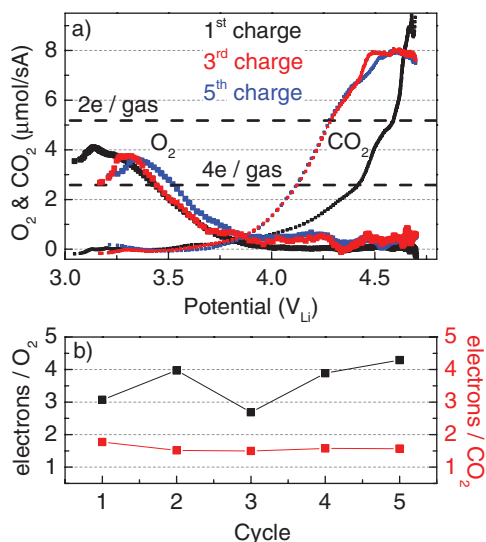 a)
1st charge
3rd charge
5th charge
O2 & CO2 (μmol/sA)
8
6
4
2
0
2e / gas
O2
CO2
4e / gas
3.0 3.5 4.0 4.5
Potential (VLi)
b)
electrons / O2
5
4
3
2
1
5
4
3
2
1
electrons / CO2
1 2 3 4 5
Cycle